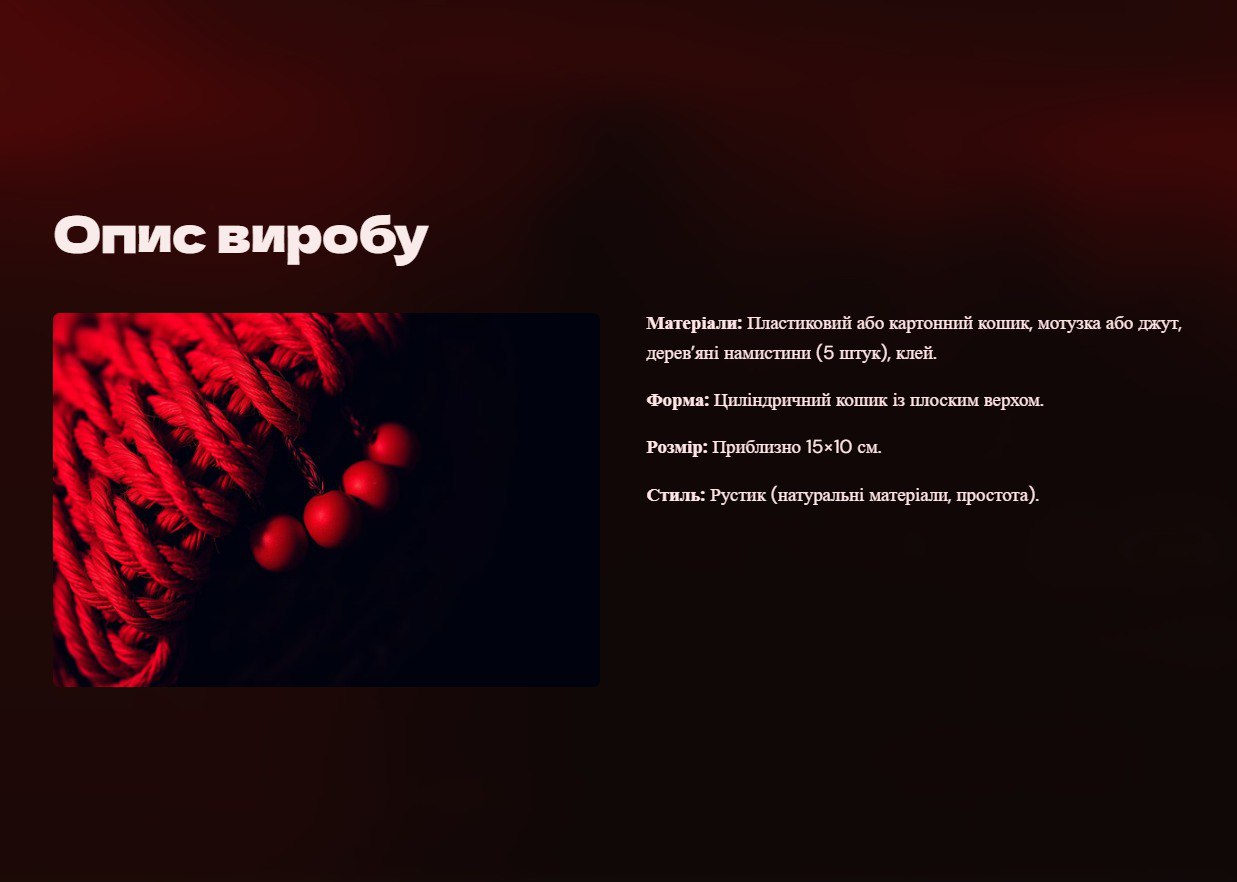 Опис виробу
Матеріали: Пластиковий або картонний кошик, мотузка або джут,
дерев’яні намистини (5 штук), клей.
Форма: Циліндричний кошик із плоским верхом.
Розмір: Приблизно 15×10 см.
Стиль: Рустик (натуральні матеріали, простота).